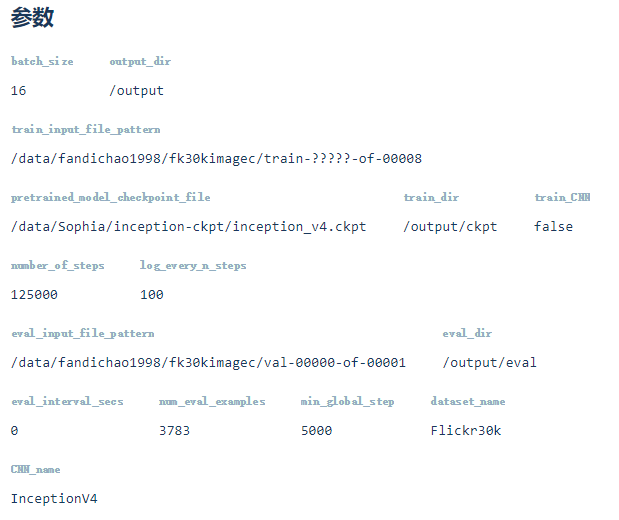 参数
batch_size output_dir
16 /output
train_input_file_pattern
/data/fandichao1998/fk30kimagec/train-?????-of-00008
pretrained_model_checkpoint_file train_dir train_CNN
/data/Sophia/inception-ckpt/inception_v4.ckpt /output/ckpt false
number_of_steps log_every_n_steps
125000 100
eval_input_file_pattern eval_dir
/data/fandichao1998/fk30kimagec/val-00000-of-00001 /output/eval
eval_interval_secs num_eval_examples min_global_step dataset_name
0 3783 5000 Flickr30k
CNN_name
InceptionV4